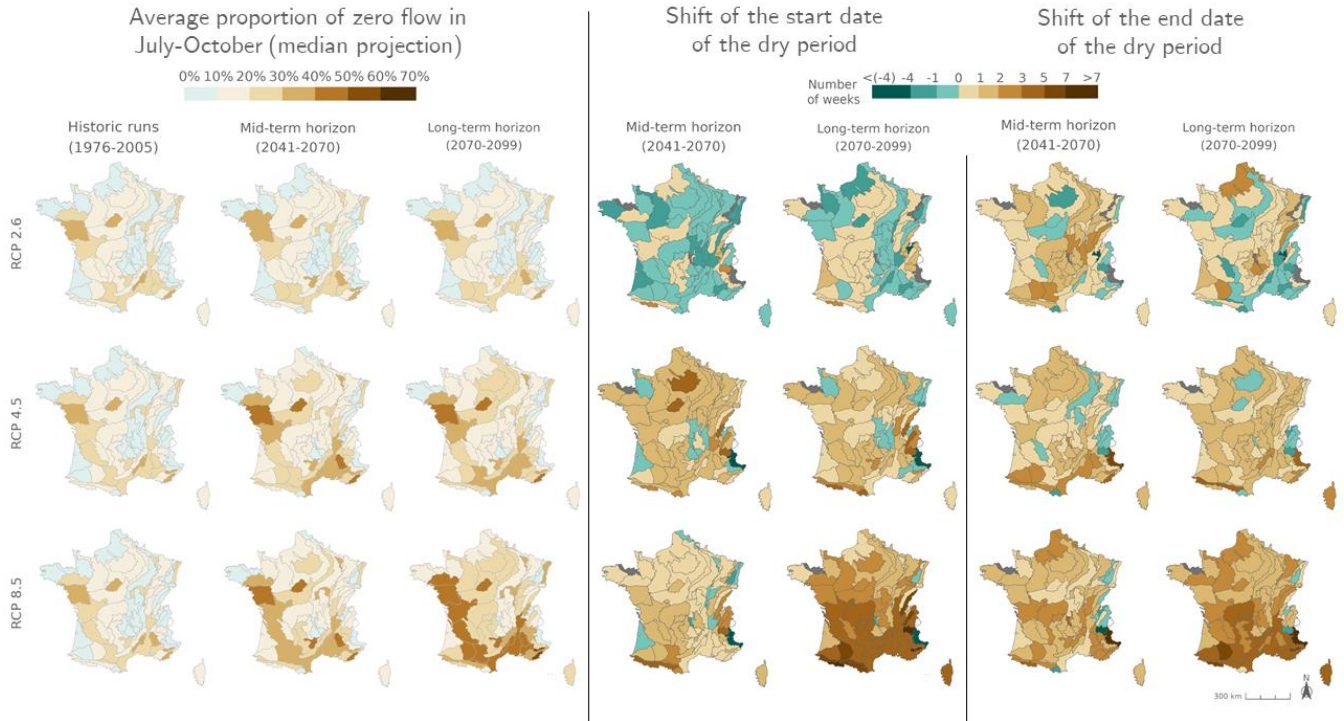 Average proportion of zero flow in
July-October (median projection)
0% 10% 20% 30% 40% 50% 60% 70%
Shift of the start date
of the dry period
Shift of the end date
of the dry period
Number
of weeks
<(-4) -4 -1 0 1 2 3 5 7 >7
Historic runs
(1976-2005)
Mid-term horizon
(2041-2070)
Long-term horizon
(2070-2099)
Mid-term horizon
(2041-2070)
Long-term horizon
(2070-2099)
Mid-term horizon
(2041-2070)
Long-term horizon
(2070-2099)
RCP 2.6
RCP 4.5
RCP 8.5
300 km
N